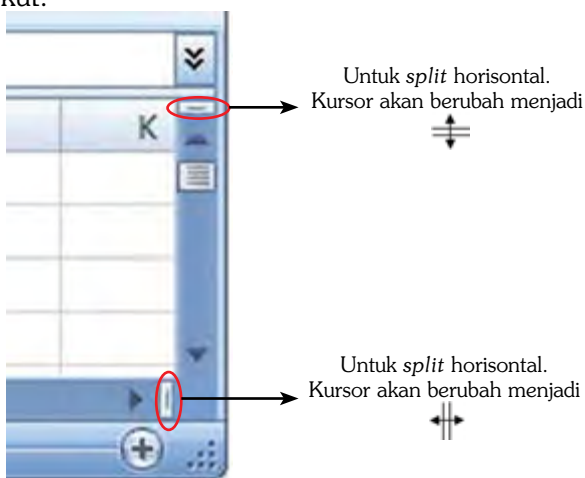 kut:
K
Untuk split horisontal.
Kursor akan berubah menjadi
Untuk split horisontal.
Kursor akan berubah menjadi